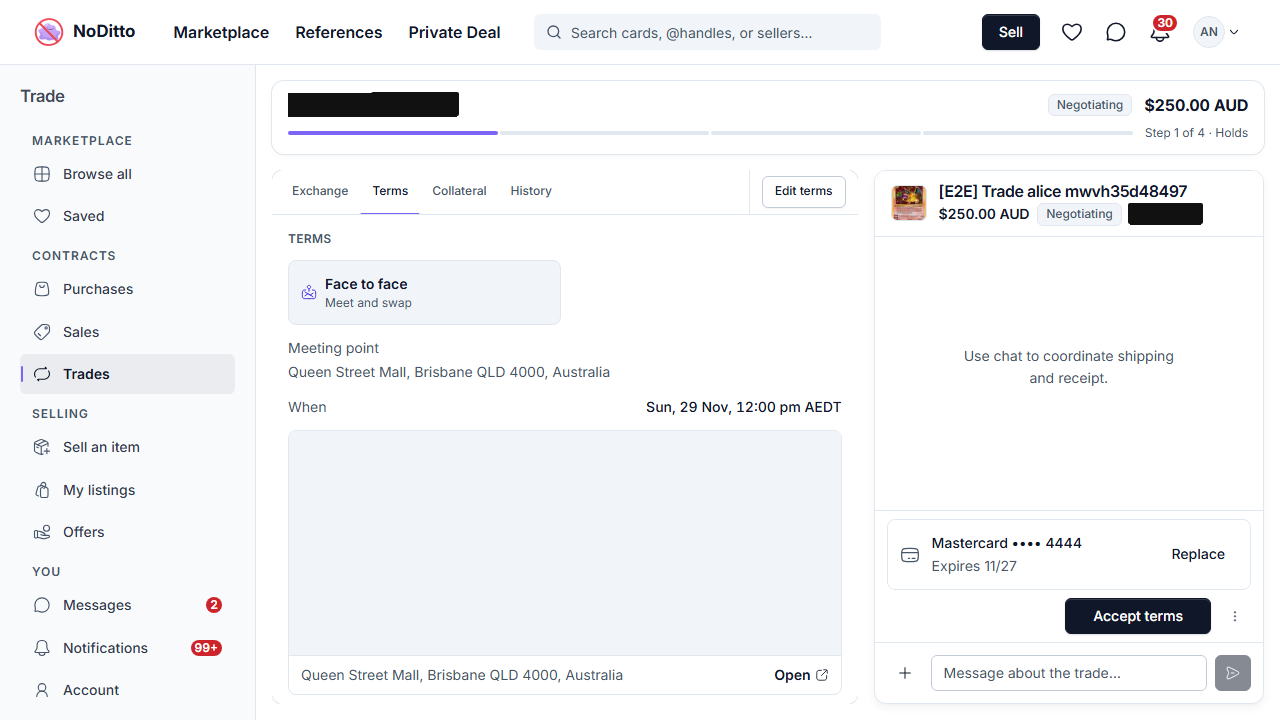 NoDitto
Marketplace
References
Private Deal
Search cards, @handles, or sellers...
Sell
30
AN
Trade
MARKETPLACE
Browse all
Saved
CONTRACTS
Purchases
Sales
Trades
SELLING
Sell an item
My listings
Offers
YOU
Messages
2
Notifications
99+
Account
Negotiating
$250.00 AUD
Step 1 of 4 · Holds
Exchange
Terms
Collateral
History
Edit terms
TERMS
Face to face
Meet and swap
Meeting point
Queen Street Mall, Brisbane QLD 4000, Australia
When
Sun, 29 Nov, 12:00 pm AEDT
Queen Street Mall, Brisbane QLD 4000, Australia
Open
[E2E] Trade alice mwvh35d48497
$250.00 AUD
Negotiating
Use chat to coordinate shipping
and receipt.
Mastercard •••• 4444
Expires 11/27
Replace
Accept terms
Message about the trade...